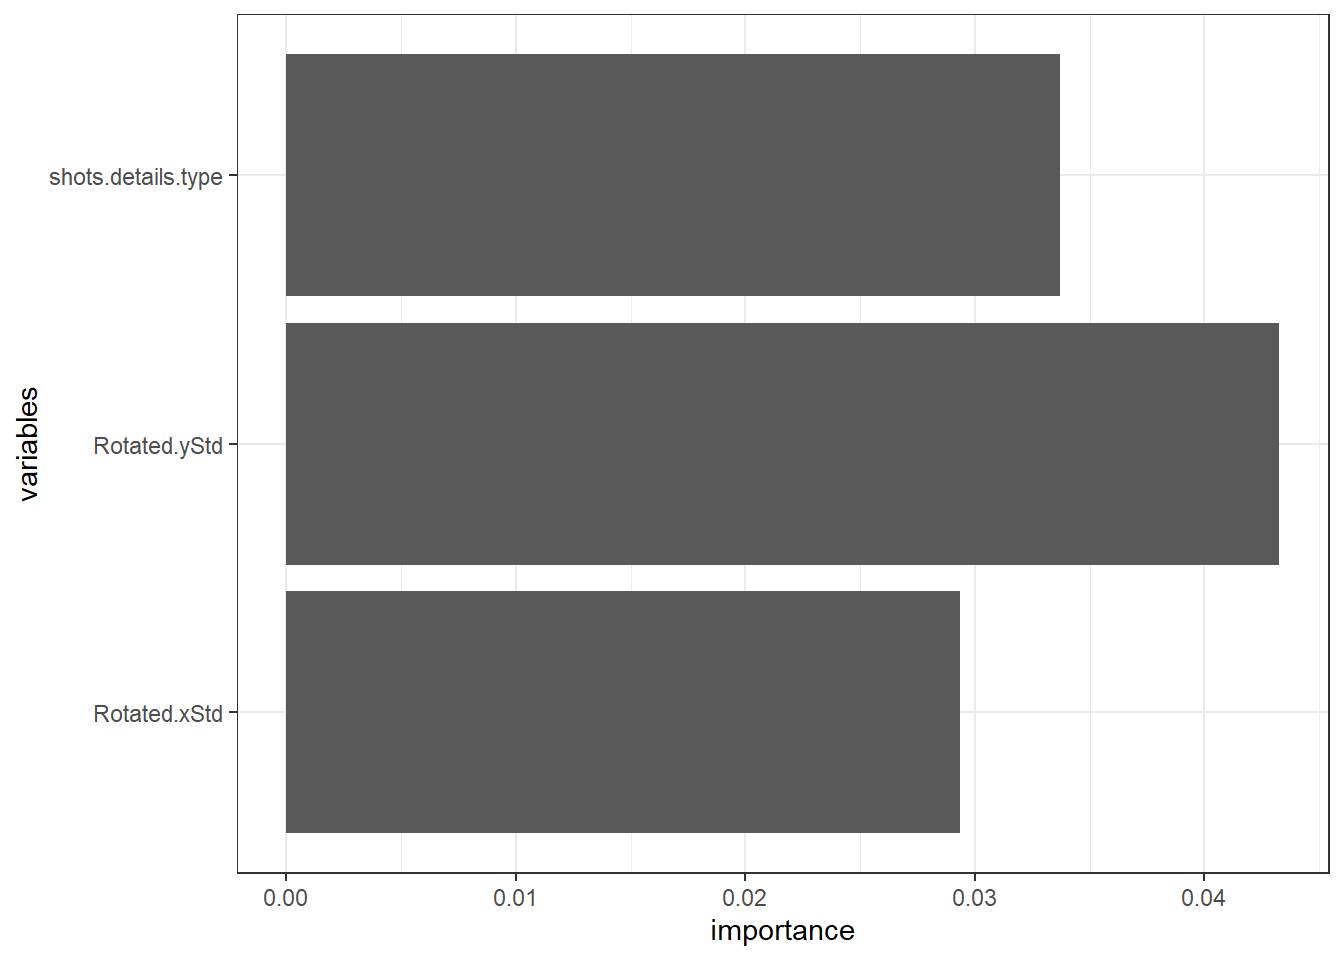 shots.details.type
Rotated.yStd
Rotated.xStd
variables
0.00 0.01 0.02 0.03 0.04
importance